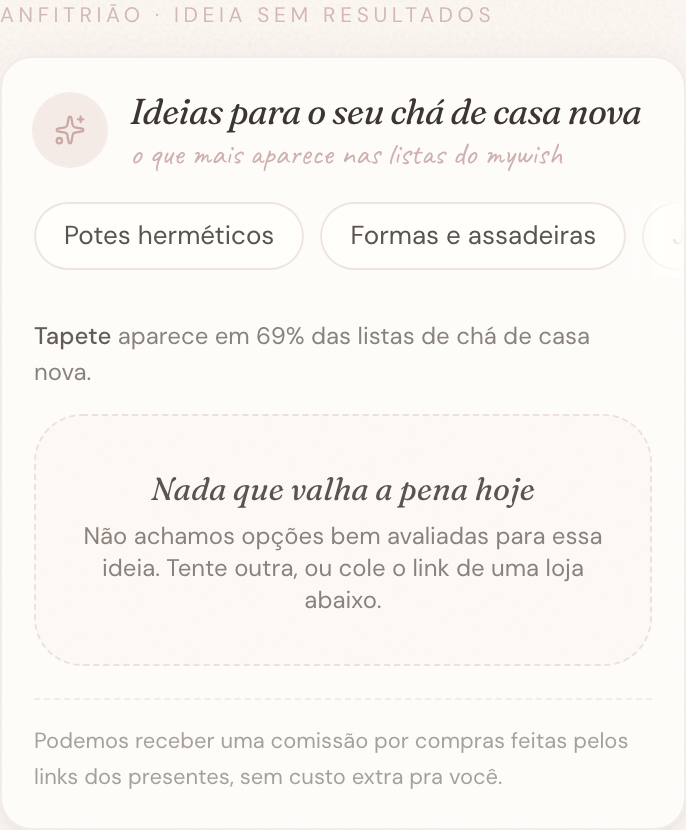 ANFITRIÃO · IDEIA SEM RESULTADOS
Ideias para o seu chá de casa nova
o que mais aparece nas listas do mywish
Potes herméticos
Formas e assadeiras
Tapete aparece em 69% das listas de chá de casa
nova.
Nada que valha a pena hoje
Não achamos opções bem avaliadas para essa
ideia. Tente outra, ou cole o link de uma loja
abaixo.
Podemos receber uma comissão por compras feitas pelos
links dos presentes, sem custo extra pra você.